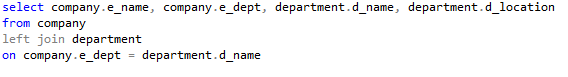 select company.e_name, company.e_dept, department.d_name, department.d_location
from company
left join department
on company.e_dept = department.d_name